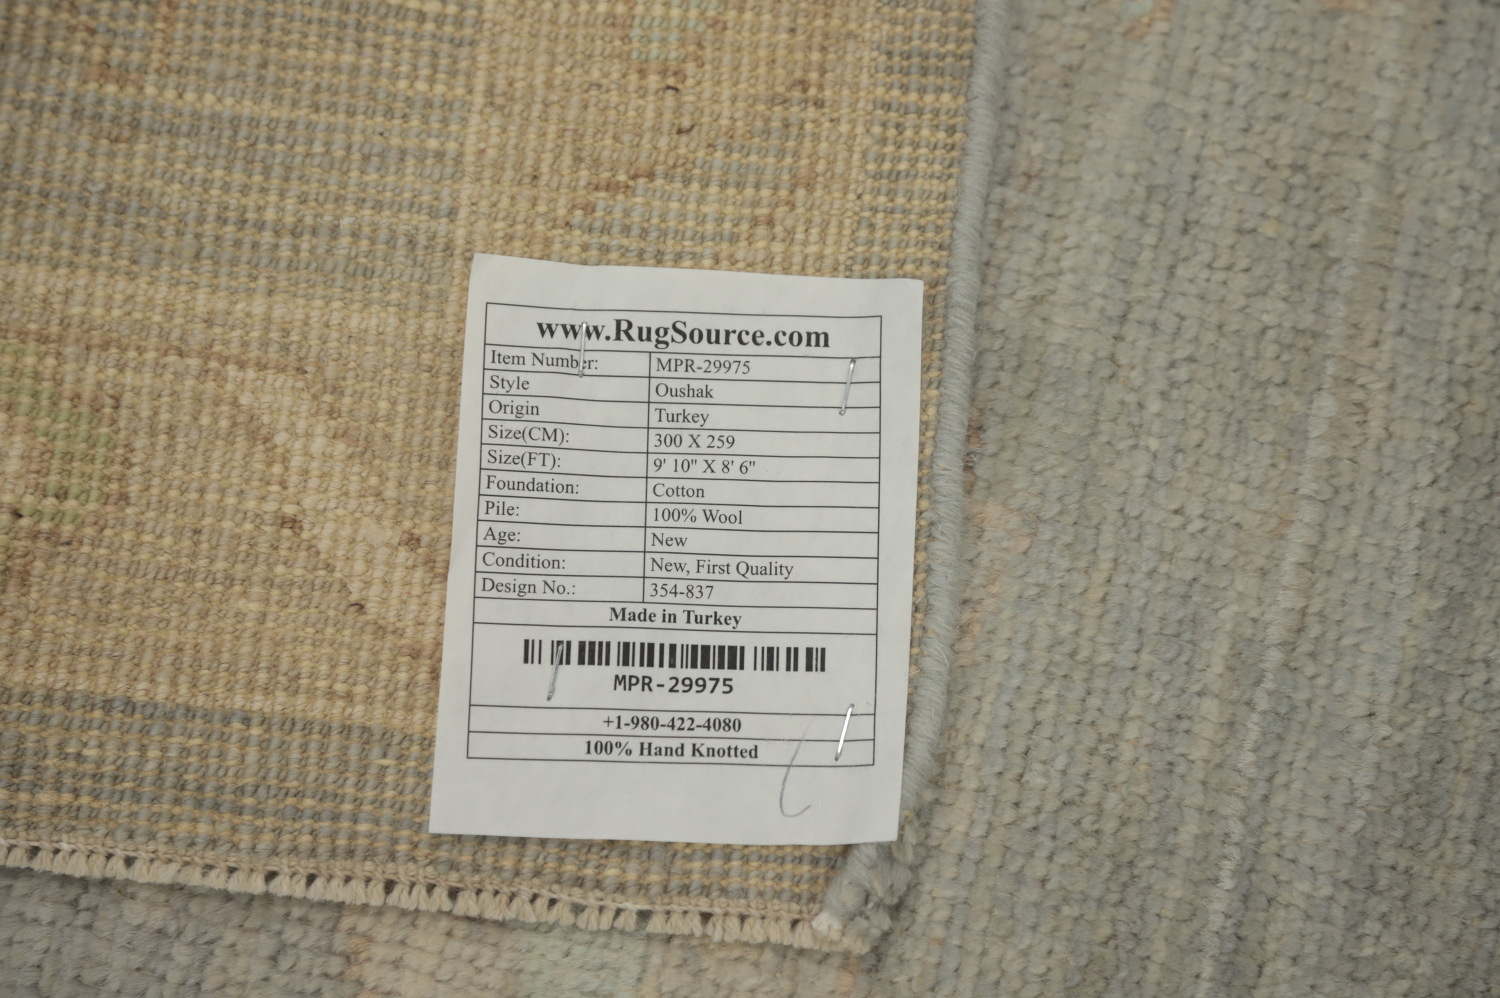 www.RugSource.com
Item Number: MPR-29975
Style Oushak
Origin Turkey
Size(CM): 300 X 259
Size(FT): 9' 10" X 8' 6"
Foundation: Cotton
Pile: 100% Wool
Age: New
Condition: New, First Quality
Design No.: 354-837
Made in Turkey
MPR-29975
+1-980-422-4080
100% Hand Knotted